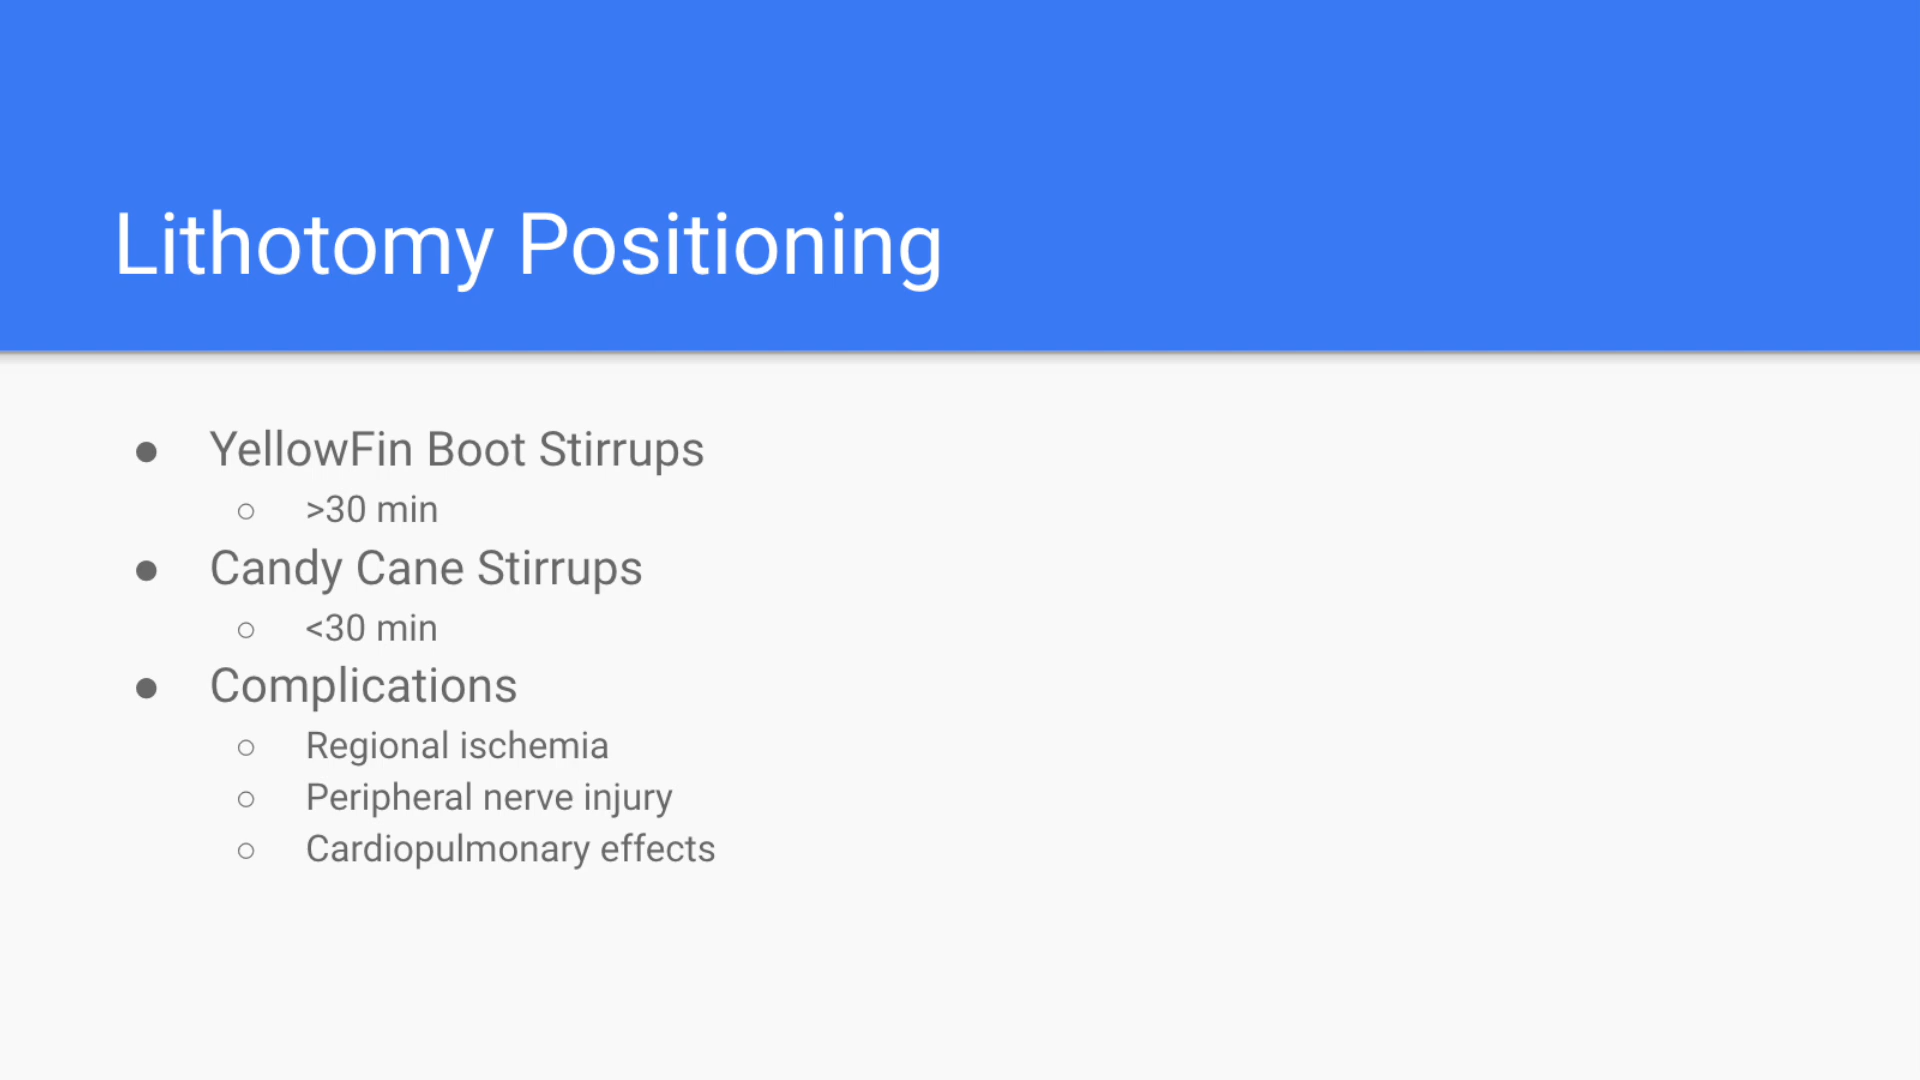 Lithotomy Positioning
● YellowFin Boot Stirrups
○ >30 min
● Candy Cane Stirrups
○ <30 min
● Complications
○ Regional ischemia
○ Peripheral nerve injury
○ Cardiopulmonary effects